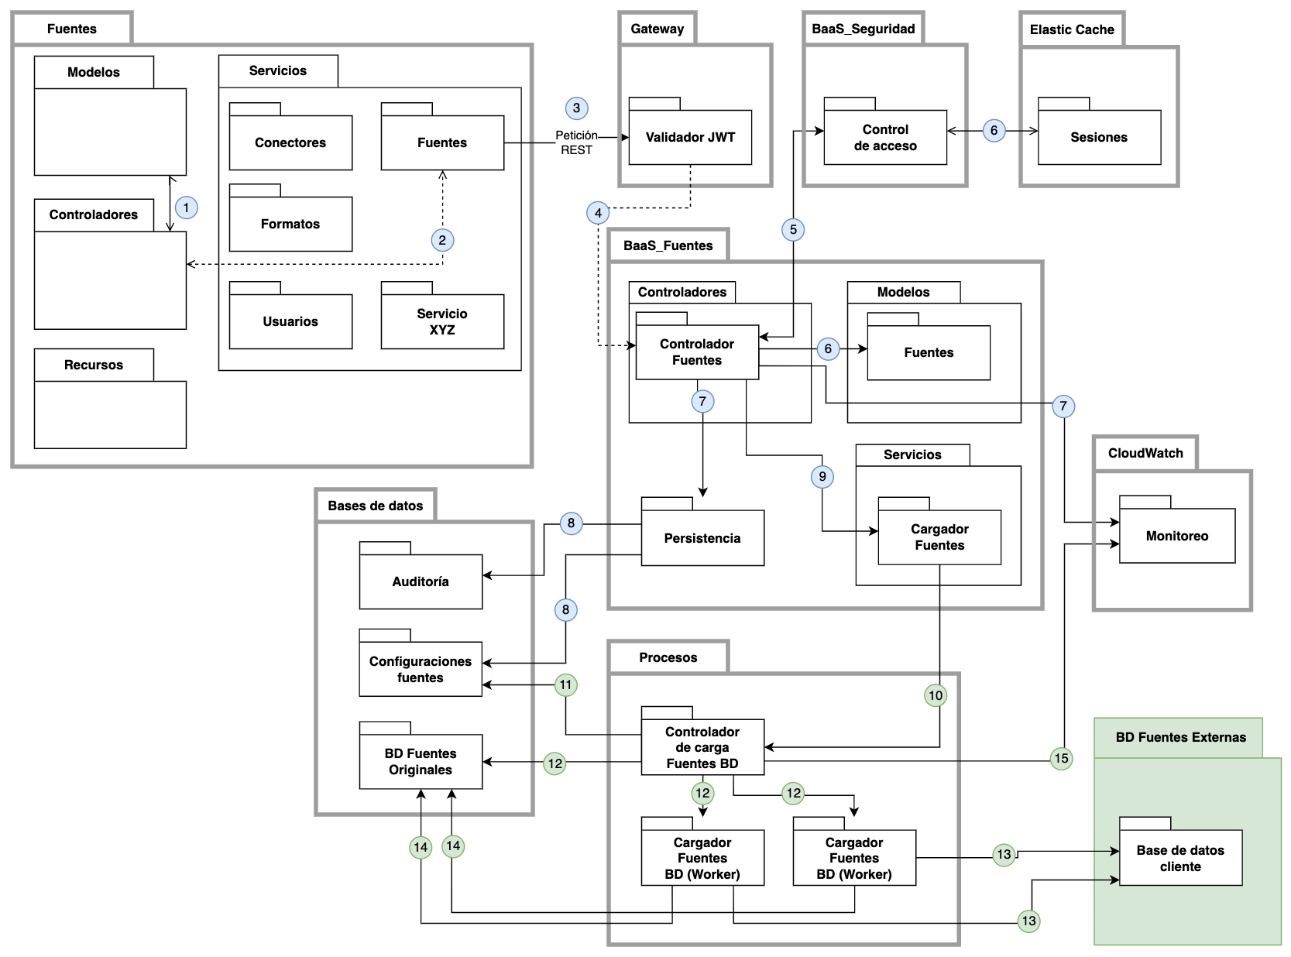 Fuentes
Modelos
Controladores
Recursos
1
Servicios
Conectores
Fuentes
Formatos
2
Usuarios
Servicio
XYZ
3
Petición
REST
Gateway
Validador JWT
4
BaaS_Seguridad
Control
de acceso
5
6
Elastic Cache
Sesiones
BaaS_Fuentes
Controladores
Controlador
Fuentes
6
Modelos
Fuentes
7
7
9
Servicios
Cargador
Fuentes
Persistencia
8
8
CloudWatch
Monitoreo
Bases de datos
Auditoría
Configuraciones
fuentes
BD Fuentes
Originales
11
12
14
14
Procesos
10
Controlador
de carga
Fuentes BD
12
12
Cargador
Fuentes
BD (Worker)
Cargador
Fuentes
BD (Worker)
15
13
13
BD Fuentes Externas
Base de datos
cliente